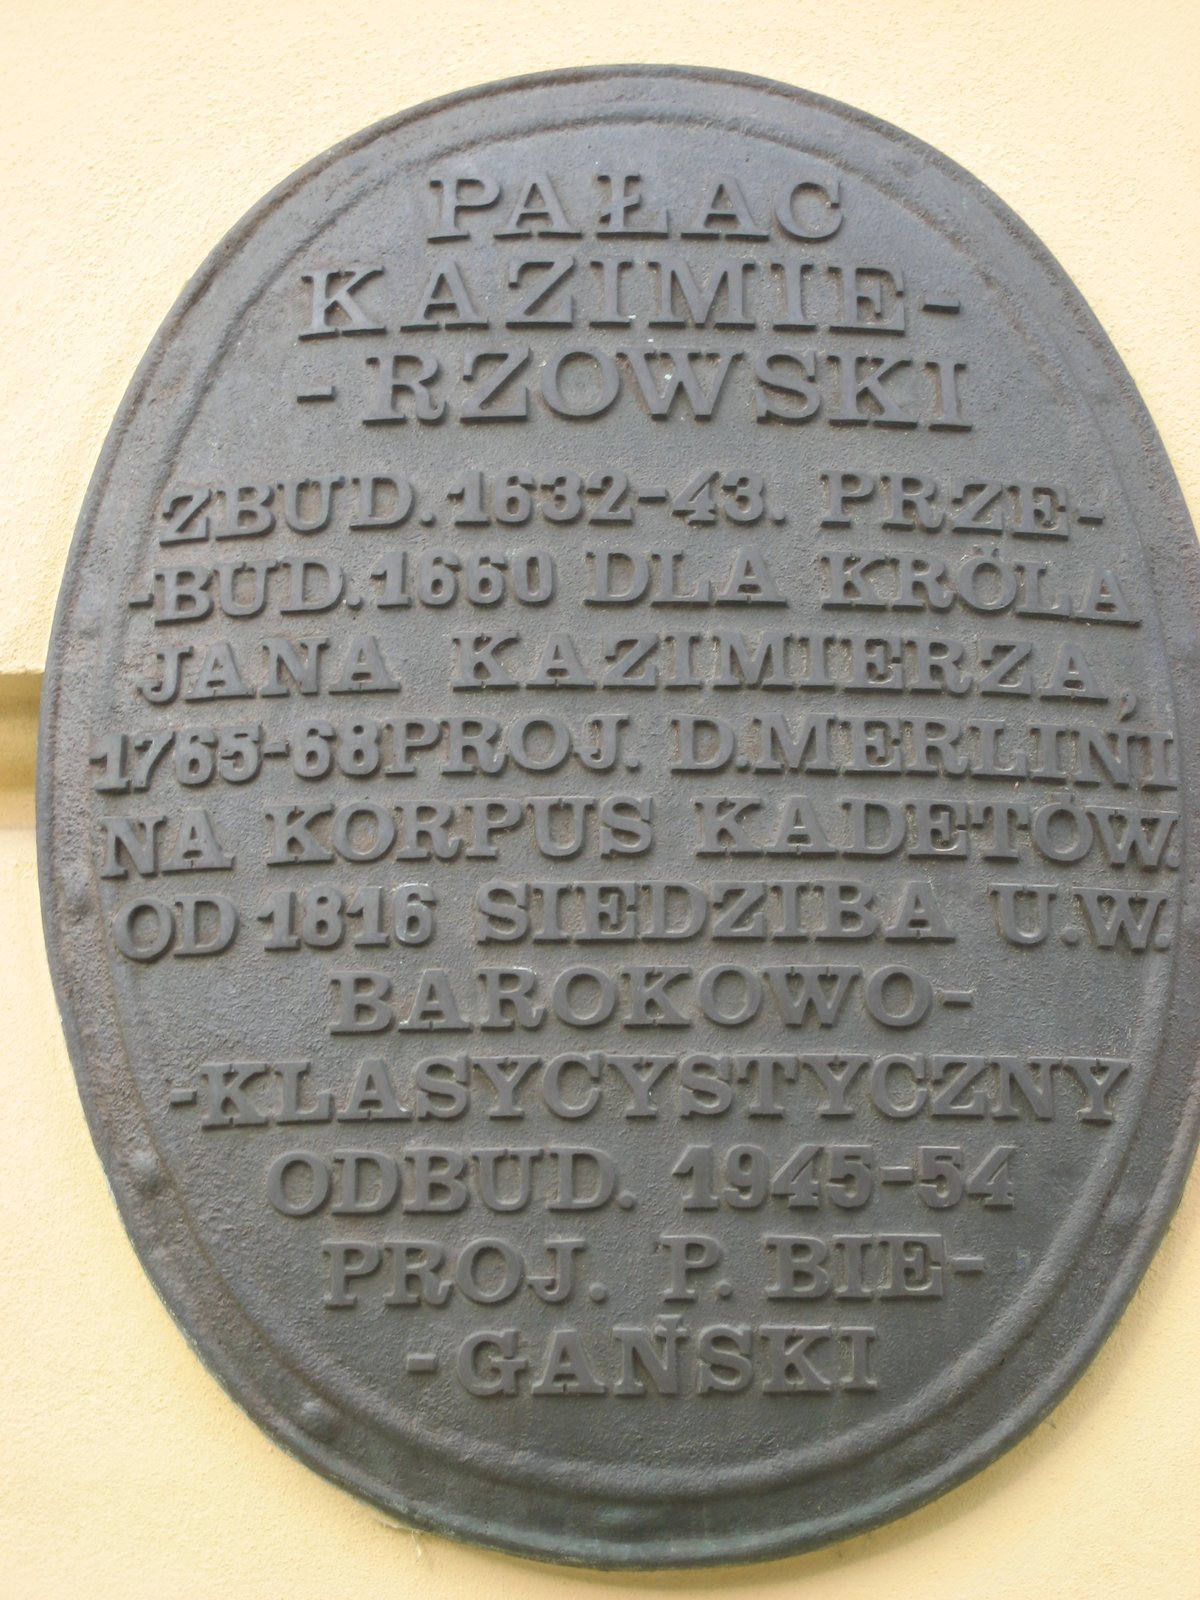 PAŁAC
KAZIMIE-
-RZOWSKI
ZBUD. 1632-43. PRZE-
-BUD. 1660 DLA KRÖLA
JANA KAZIMIERZA,
1765-68 PROJ. D. MERLINI
NA KORPUS KADETÓW.
OD 1816 SIEDZIBA U.W.
BAROKOWO-
-KLASYCYSTYCZNY
ODBUD. 1945-54
PROJ. P. BIE-
-GAŃSKI